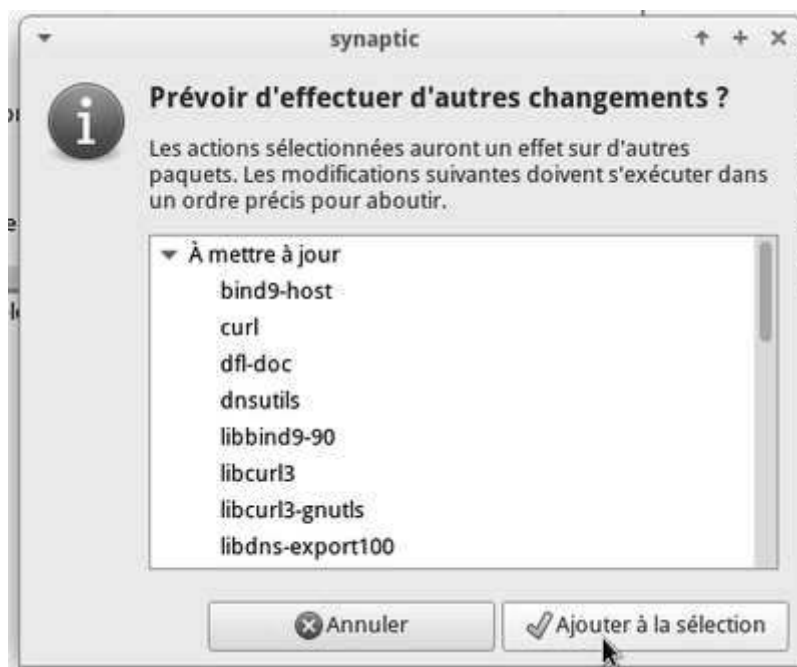 synaptic
Prévoir d'effectuer d'autres changements ?
Les actions sélectionnées auront un effet sur d'autres
paquets. Les modifications suivantes doivent s'exécuter dans
un ordre précis pour aboutir.
À mettre à jour
bind9-host
curl
dfl-doc
dnsutils
libbind9-90
libcurl3
libcurl3-gnutls
libdns-export100
Annuler
Ajouter à la sélection